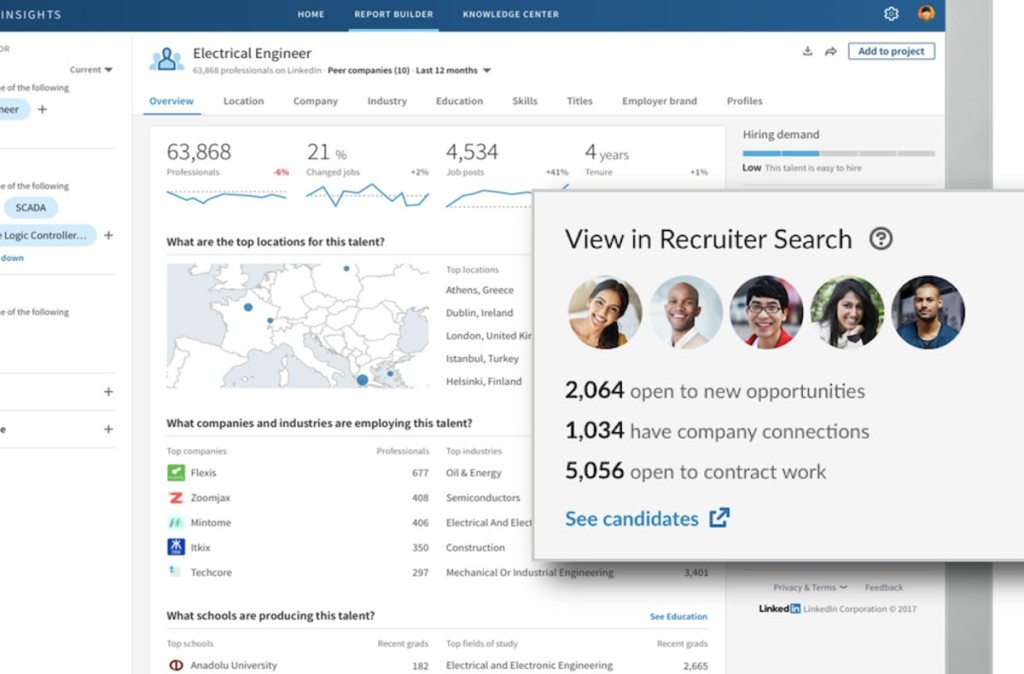 INSIGHTS
HOME
REPORT BUILDER
KNOWLEDGE CENTER
OR
Current
e of the following
neer +
e of the following
SCADA
e Logic Controller... +
down
e of the following
+
e +
Electrical Engineer
63,868 professionals on LinkedIn · Peer companies (10) · Last 12 months
Add to project
Overview Location Company Industry Education Skills Titles Employer brand Profiles
63,868
Professionals -6%
21 %
Changed jobs +2%
4,534
Job posts +41%
4 years
Tenure +1%
Hiring demand
Low This talent is easy to hire
What are the top locations for this talent?
Top locations
Athens, Greece
Dublin, Ireland
London, United Kin
Istanbul, Turkey
Helsinki, Finland
View in Recruiter Search ?
2,064 open to new opportunities
1,034 have company connections
5,056 open to contract work
See candidates
What companies and industries are employing this talent?
Top companies Professionals Top industries
Flexis 677 Oil & Energy
Zoomjax 408 Semiconductors
Mintome 406 Electrical And Elect
Itkix 350 Construction
Techcore 297 Mechanical Or Industrial Engineering 3,401
What schools are producing this talent? See Education
Top schools Recent grads Top fields of study Recent grads
Anadolu University 182 Electrical and Electronic Engineering 2,665
Privacy & Terms Feedback
LinkedIn LinkedIn Corporation © 2017